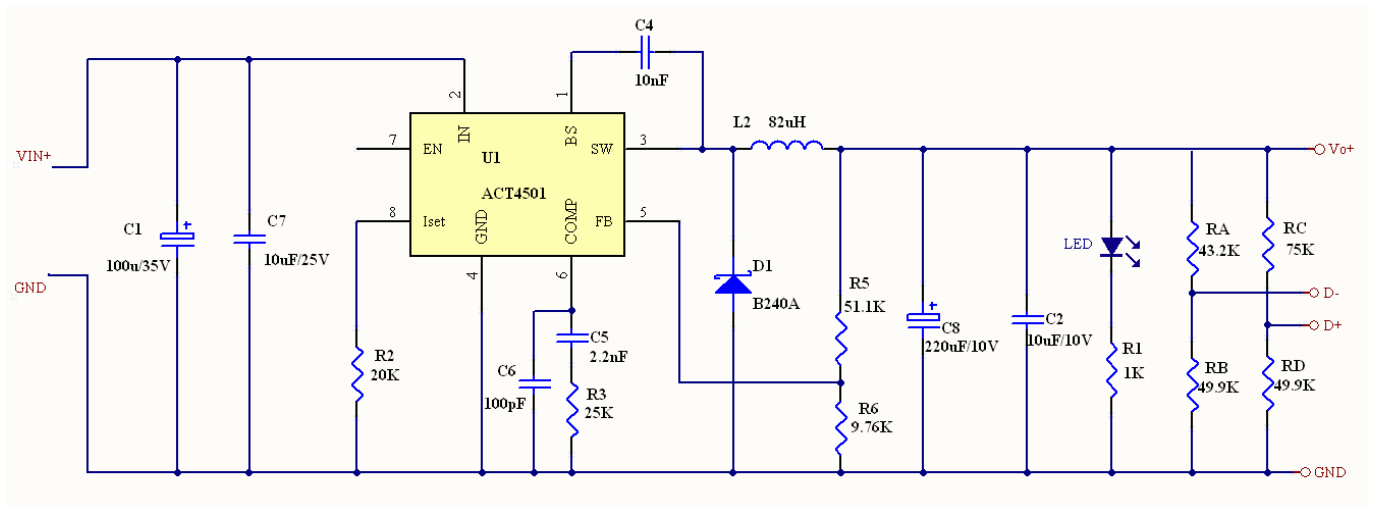 C4
10nF
1
2
IN
BS
L2 82uH
VIN+
7
EN
U1
SW
3
Vo+
ACT4501
8
Iset
GND
COMP
FB
5
C1
+
100u/35V
C7
10uF/25V
4
6
LED
RA
43.2K
RC
75K
GND
D1
B240A
D-
D+
R5
51.1K
+
C8
220uF/10V
C2
10uF/10V
R1
1K
C5
2.2nF
R2
20K
C6
100pF
R3
25K
RB
49.9K
RD
49.9K
R6
9.76K
GND